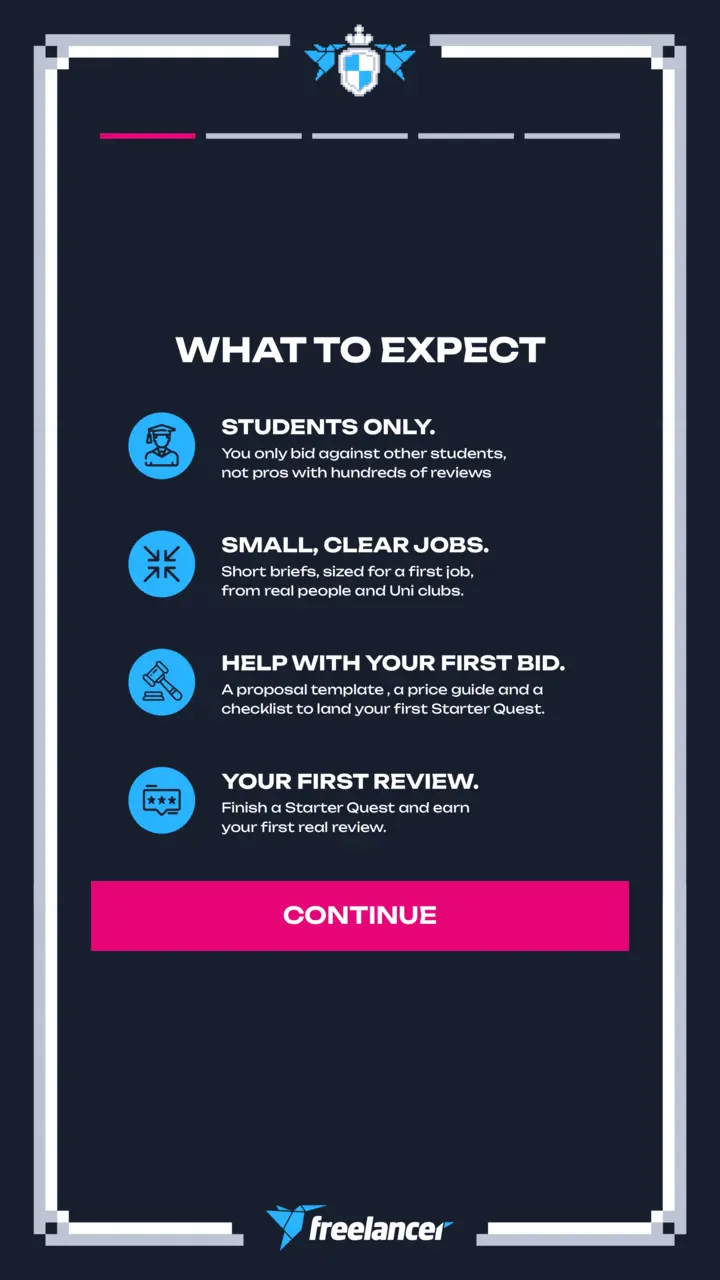 WHAT TO EXPECT
STUDENTS ONLY.
You only bid against other students,
not pros with hundreds of reviews
SMALL, CLEAR JOBS.
Short briefs, sized for a first job,
from real people and Uni clubs.
HELP WITH YOUR FIRST BID.
A proposal template , a price guide and a
checklist to land your first Starter Quest.
YOUR FIRST REVIEW.
Finish a Starter Quest and earn
your first real review.
CONTINUE
freelancer